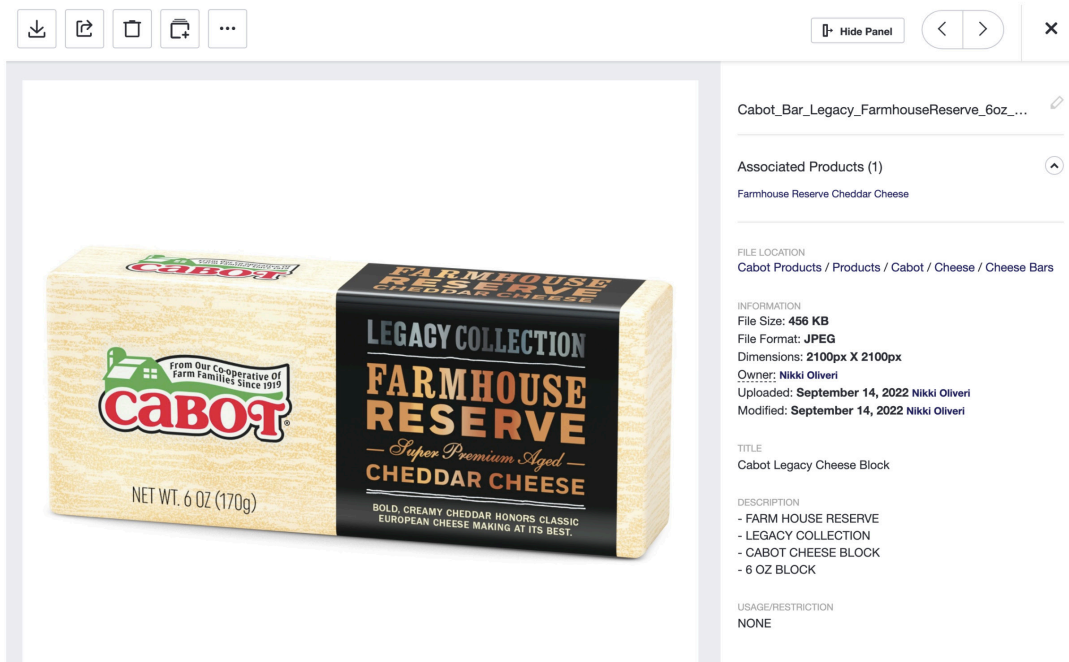 Hide Panel
Cabot_Bar_Legacy_FarmhouseReserve_6oz_...
Associated Products (1)
Farmhouse Reserve Cheddar Cheese
FILE LOCATION
Cabot Products / Products / Cabot / Cheese / Cheese Bars
INFORMATION
File Size: 456 KB
File Format: JPEG
Dimensions: 2100px X 2100px
Owner: Nikki Oliveri
Uploaded: September 14, 2022 Nikki Oliveri
Modified: September 14, 2022 Nikki Oliveri
TITLE
Cabot Legacy Cheese Block
DESCRIPTION
- FARM HOUSE RESERVE
- LEGACY COLLECTION
- CABOT CHEESE BLOCK
- 6 OZ BLOCK
USAGE/RESTRICTION
NONE
CABOT
FARMHOUSE
RESERVE
CHEDDAR CHEESE
From Our Co-operative of
Farm Families Since 1919
CABOT®
NET WT. 6 OZ (170g)
LEGACY COLLECTION
FARMHOUSE
RESERVE
— Super Premium Aged —
CHEDDAR CHEESE
BOLD, CREAMY CHEDDAR HONORS CLASSIC
EUROPEAN CHEESE MAKING AT ITS BEST.